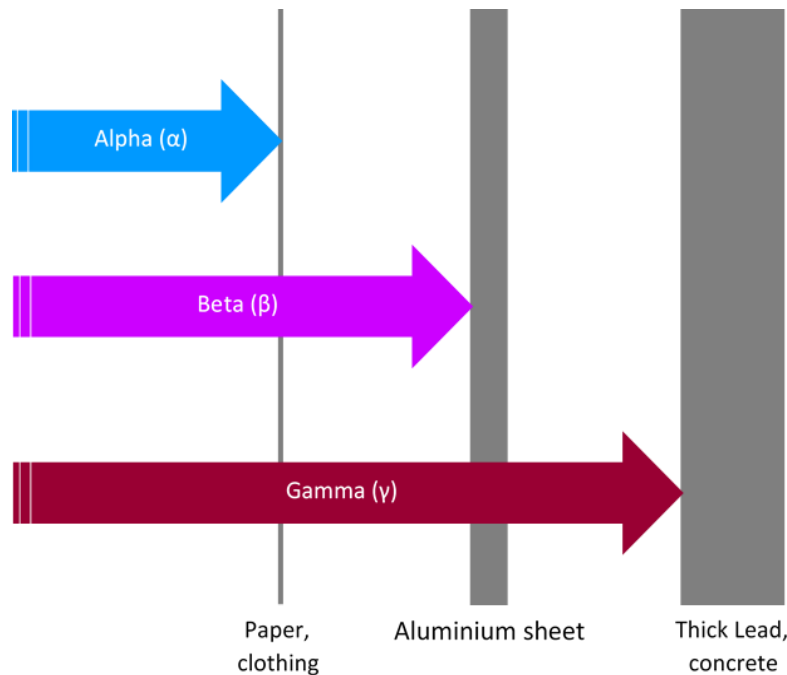 Alpha (α)
Beta (β)
Gamma (γ)
Paper,
clothing
Aluminium sheet
Thick Lead,
concrete